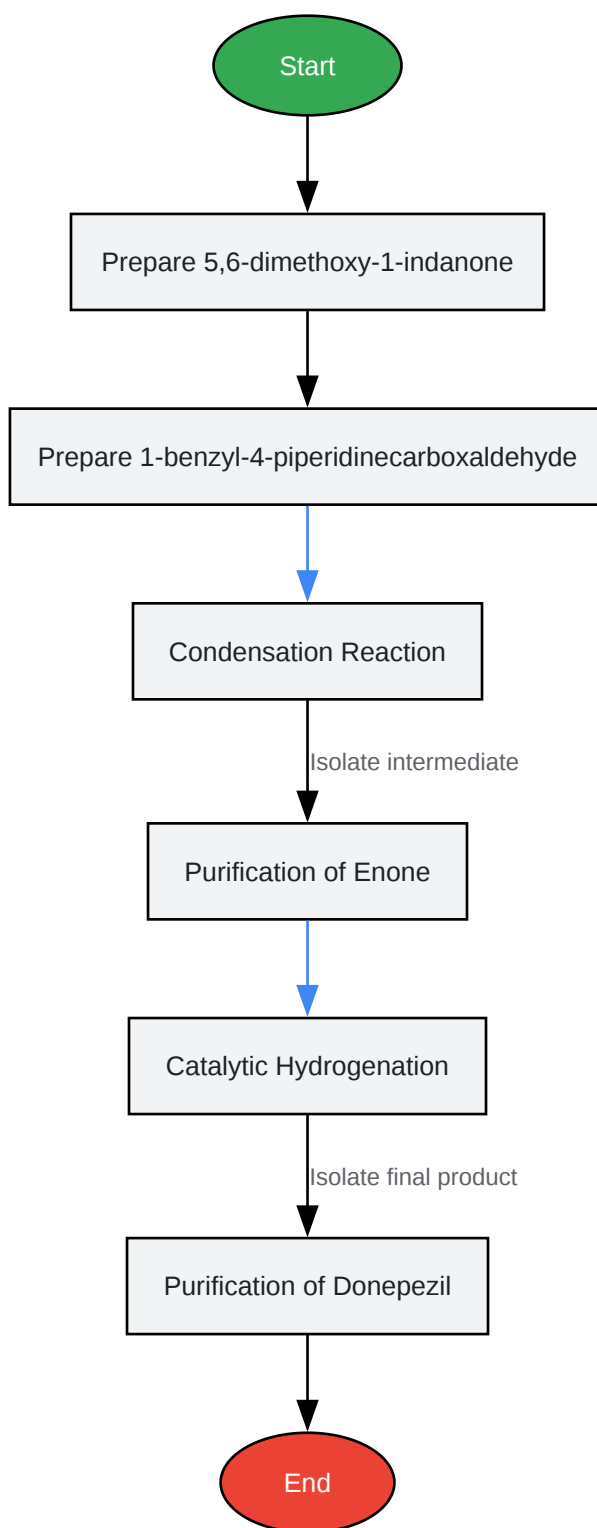 Start
Prepare 5,6-dimethoxy-1-indanone
Prepare 1-benzyl-4-piperidinecarboxaldehyde
Condensation Reaction
Isolate intermediate
Purification of Enone
Catalytic Hydrogenation
Isolate final product
Purification of Donepezil
End